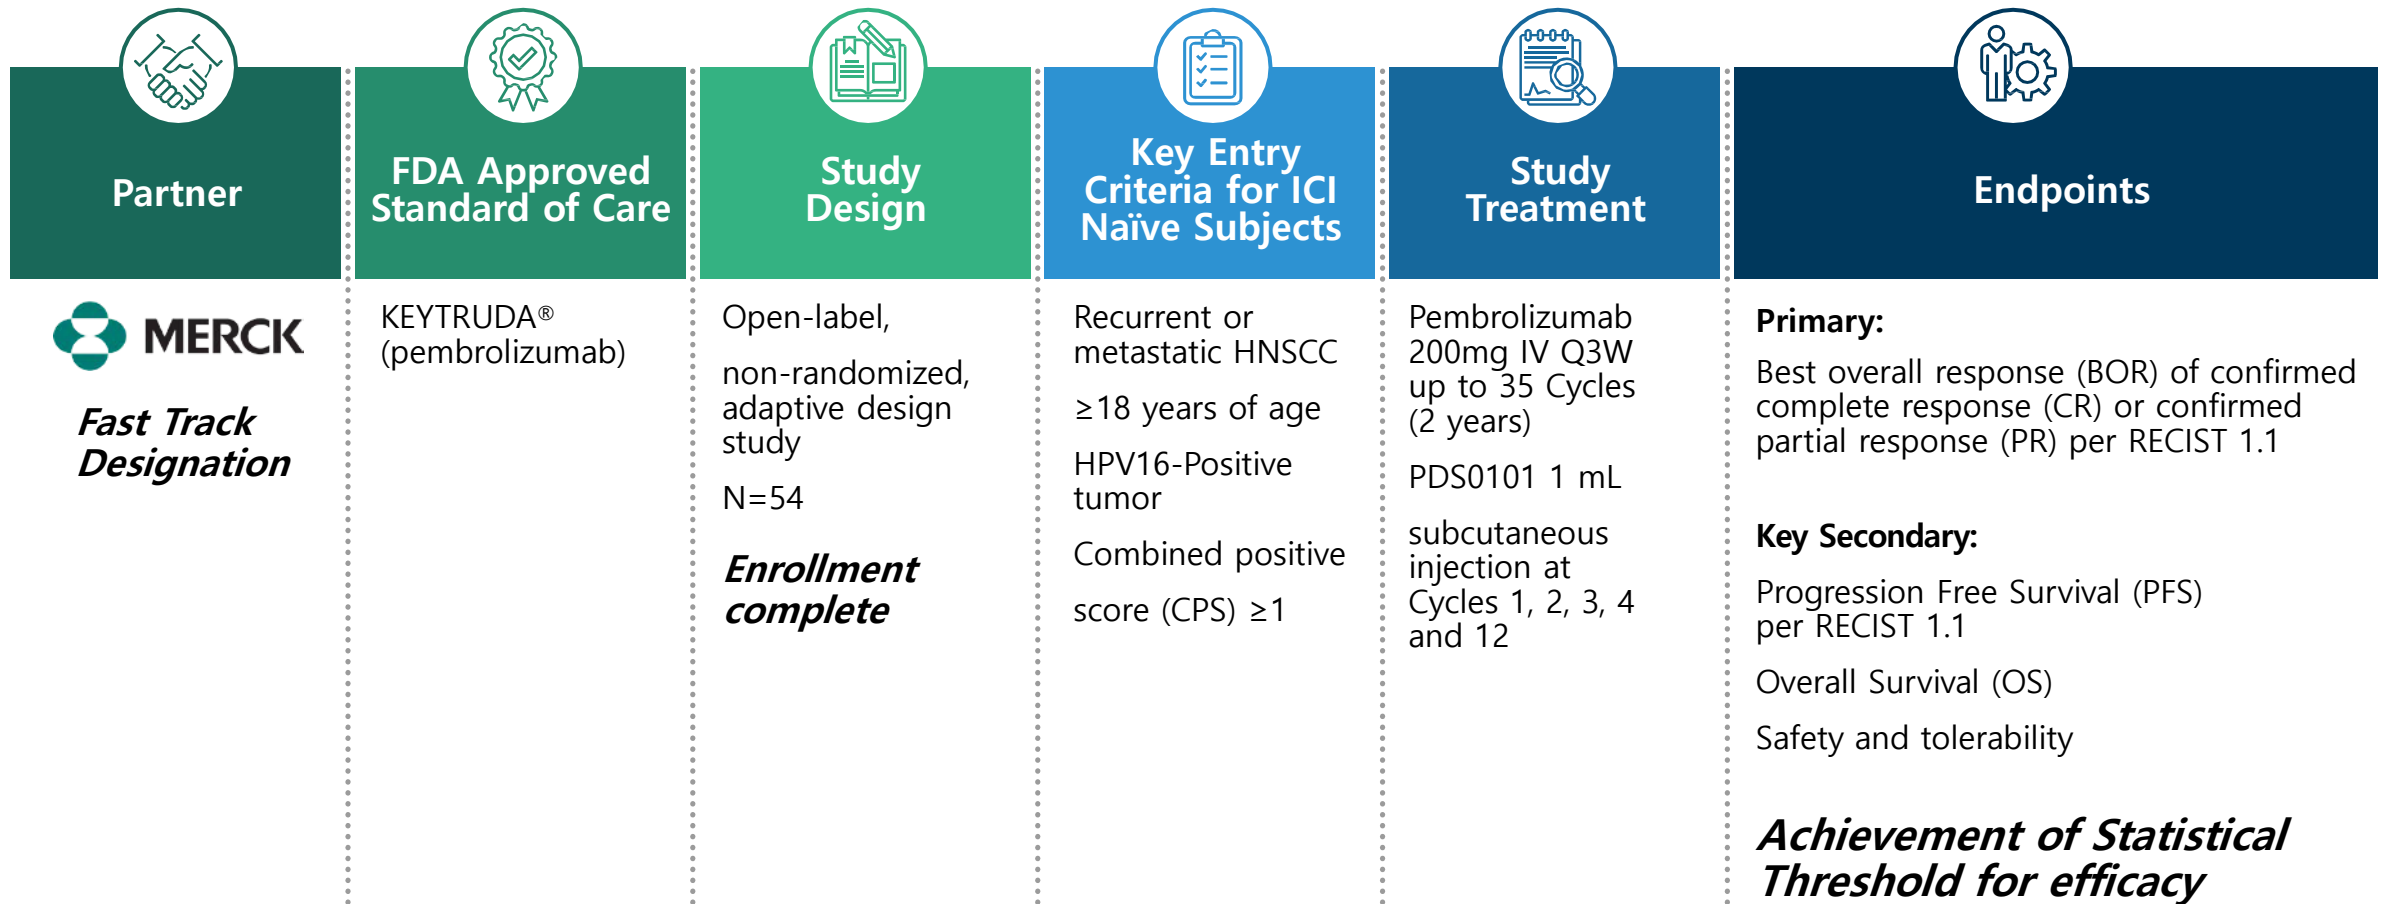 Partner
MERCK
Fast Track
Designation
FDA Approved
Standard of Care
KEYTRUDA®
(pembrolizumab)
Study
Design
Open-label,
non-randomized,
adaptive design
study
N=54
Enrollment
complete
Key Entry
Criteria for ICI
Naïve Subjects
Recurrent or
metastatic HNSCC
≥18 years of age
HPV16-Positive
tumor
Combined positive
score (CPS) ≥1
Study
Treatment
Pembrolizumab
200mg IV Q3W
up to 35 Cycles
(2 years)
PDS0101 1 mL
subcutaneous
injection at
Cycles 1, 2, 3, 4
and 12
Endpoints
Primary:
Best overall response (BOR) of confirmed
complete response (CR) or confirmed
partial response (PR) per RECIST 1.1
Key Secondary:
Progression Free Survival (PFS)
per RECIST 1.1
Overall Survival (OS)
Safety and tolerability
Achievement of Statistical
Threshold for efficacy